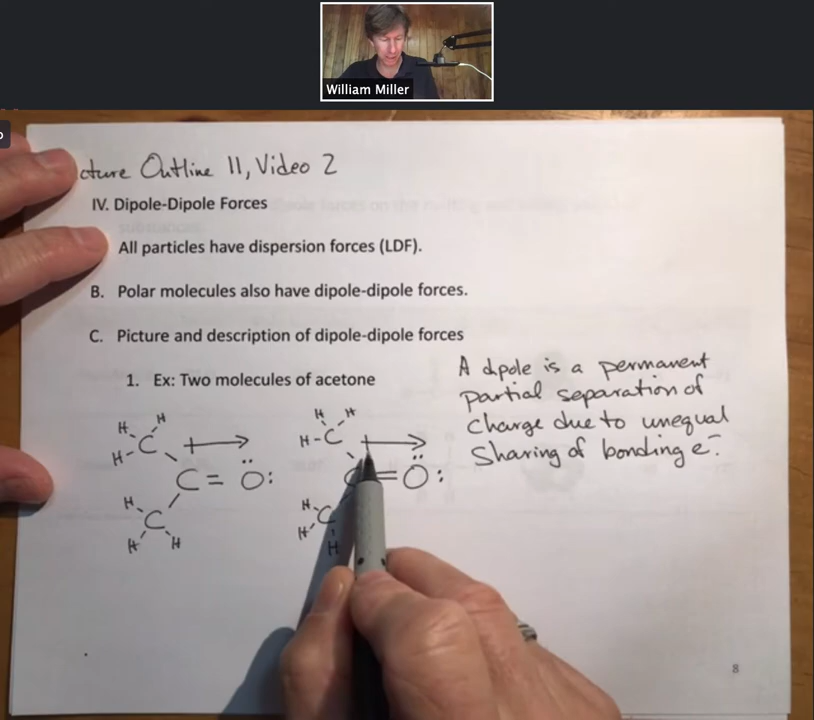 William Miller
cture Outline 11, Video 2
IV. Dipole-Dipole Forces
All particles have dispersion forces (LDF).
B. Polar molecules also have dipole-dipole forces.
C. Picture and description of dipole-dipole forces
1. Ex: Two molecules of acetone
A dipole is a permanent
partial separation of
charge due to unequal
sharing of bonding e⁻.
H H H H
H-C H-C
C=Ö: C=Ö:
H H
C H C
H H H
8